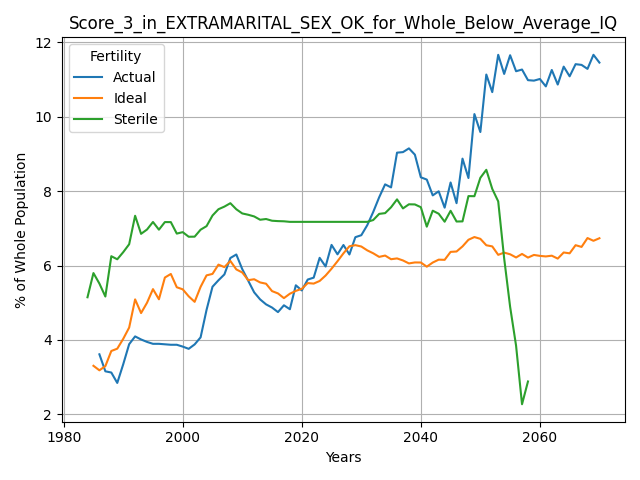 Score_3_in_EXTRAMARITAL_SEX_OK_for_Whole_Below_Average_IQ
Fertility
Actual
Ideal
Sterile
% of Whole Population
12
10
8
6
4
2
1980
2000
2020
2040
2060
Years